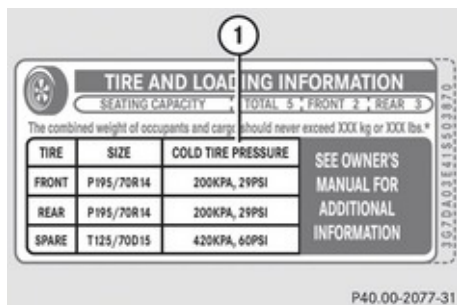 1
TIRE AND LOADING INFORMATION
SEATING CAPACITY TOTAL 5 FRONT 2 REAR 3
The combined weight of occupants and cargo should never exceed XXX kg or XXX lbs.*
TIRE SIZE COLD TIRE PRESSURE
FRONT P195/70R14 200KPA, 29PSI
REAR P195/70R14 200KPA, 29PSI
SPARE T125/70D15 420KPA, 60PSI
SEE OWNER'S
MANUAL FOR
ADDITIONAL
INFORMATION
3G7DA03E41SS03870
P40.00-2077-31